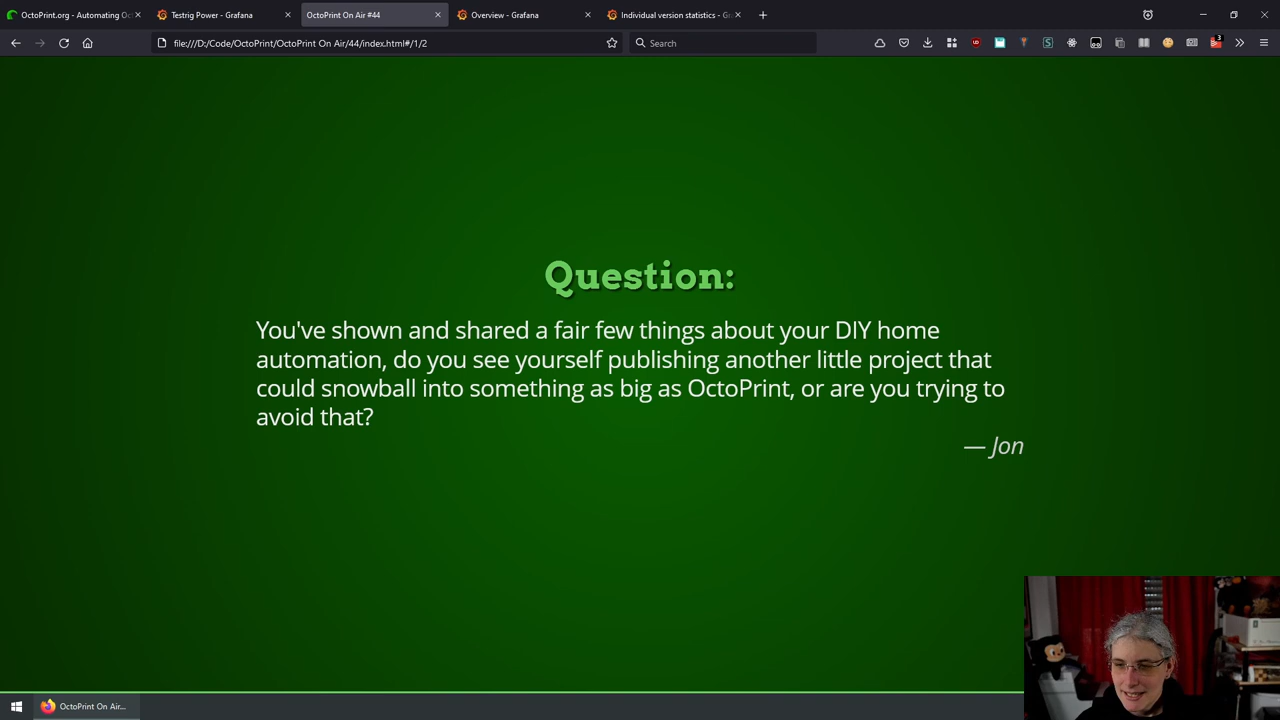 OctoPrint.org - Automating Oc
Testrig Power - Grafana
OctoPrint On Air #44
Overview - Grafana
Individual version statistics - Gr
file:///D:/Code/OctoPrint/OctoPrint On Air/44/index.html#/1/2
Search
3
Question:
You've shown and shared a fair few things about your DIY home
automation, do you see yourself publishing another little project that
could snowball into something as big as OctoPrint, or are you trying to
avoid that?
— Jon
OctoPrint On Air...